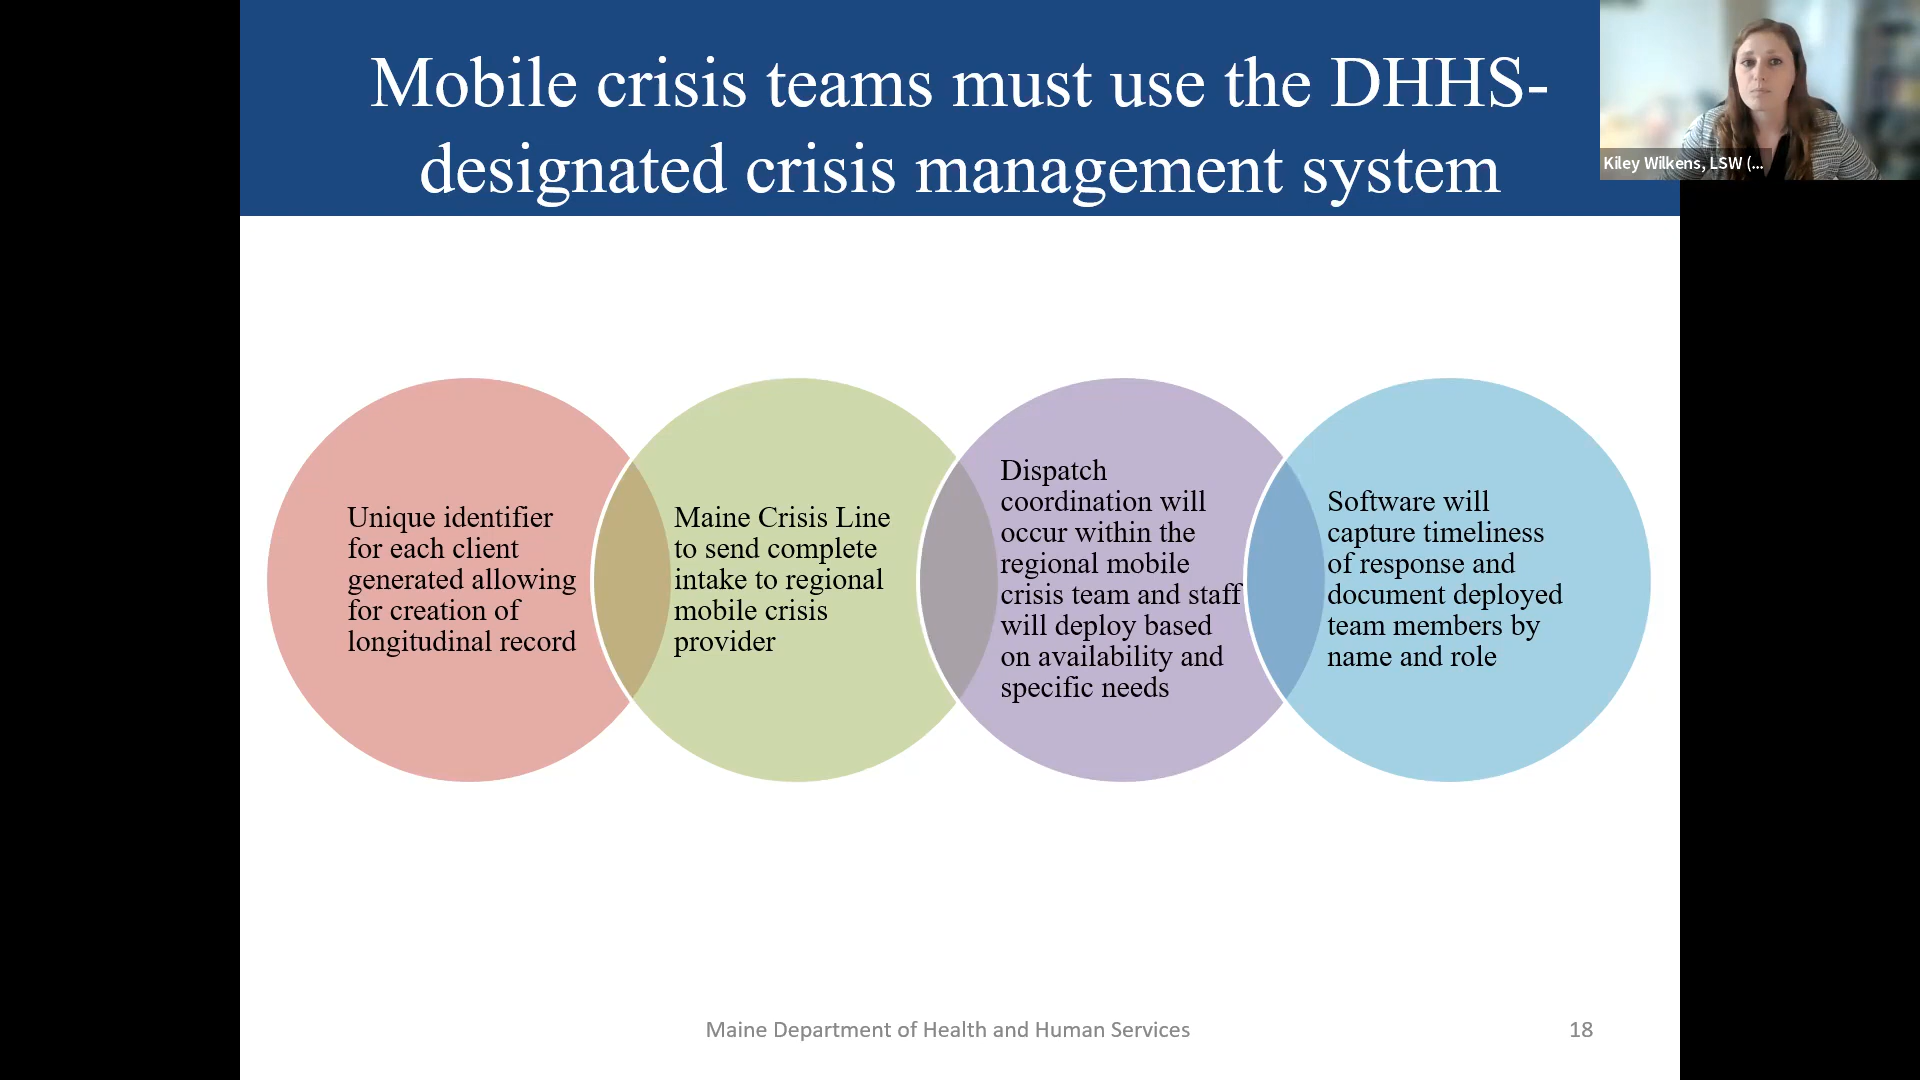 Mobile crisis teams must use the DHHS-
designated crisis management system
Kiley Wilkens, LSW (...
Unique identifier
for each client
generated allowing
for creation of
longitudinal record
Maine Crisis Line
to send complete
intake to regional
mobile crisis
provider
Dispatch
coordination will
occur within the
regional mobile
crisis team and staff
will deploy based
on availability and
specific needs
Software will
capture timeliness
of response and
document deployed
team members by
name and role
Maine Department of Health and Human Services
18